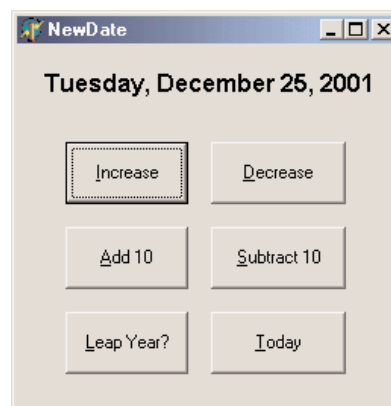 NewDate
Tuesday, December 25, 2001
Increase Decrease
Add 10 Subtract 10
Leap Year? Today